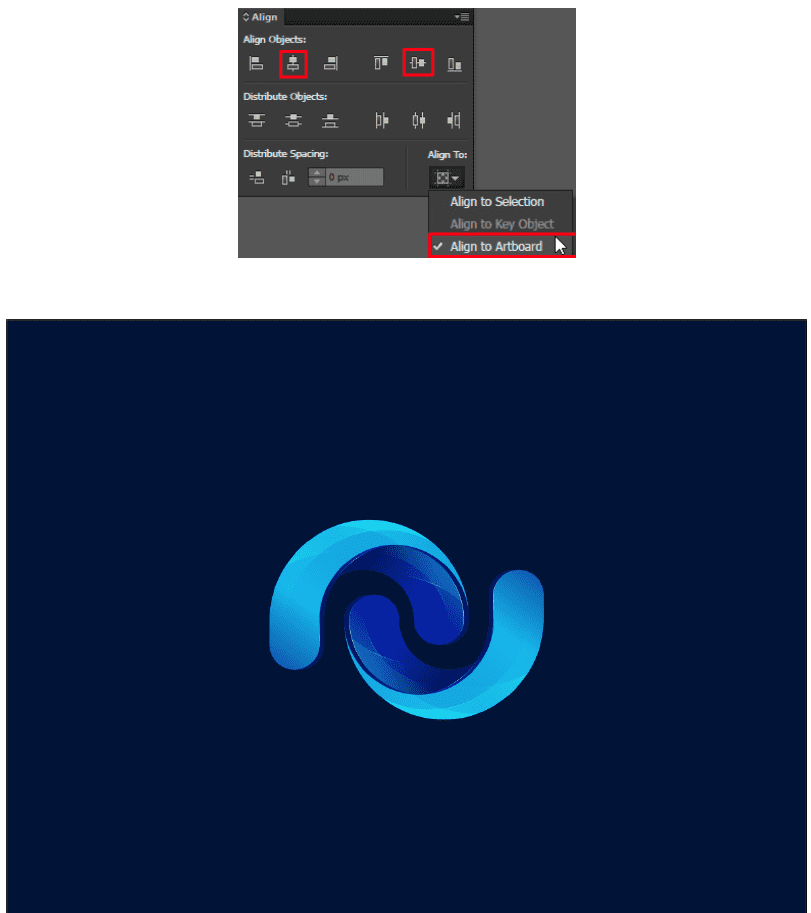 Align
Align Objects:
Distribute Objects:
Distribute Spacing:
Align To:
0 px
Align to Selection
Align to Key Object
Align to Artboard